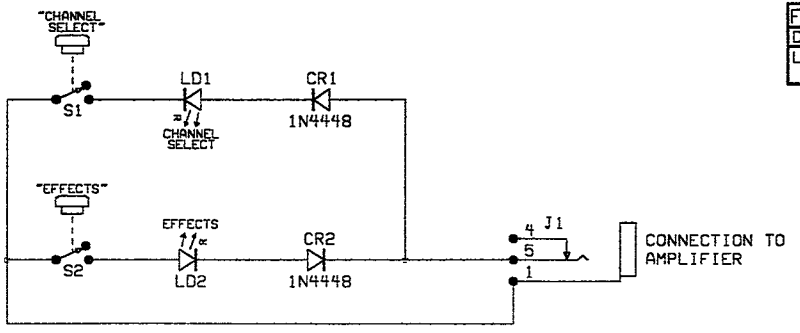 "CHANNEL
SELECT"
LD1
CR1
S1
R
CHANNEL
SELECT
1N4448
"EFFECTS"
EFFECTS
R
CR2
S2
LD2
1N4448
4
J1
5
1
CONNECTION TO
AMPLIFIER
F
D
L